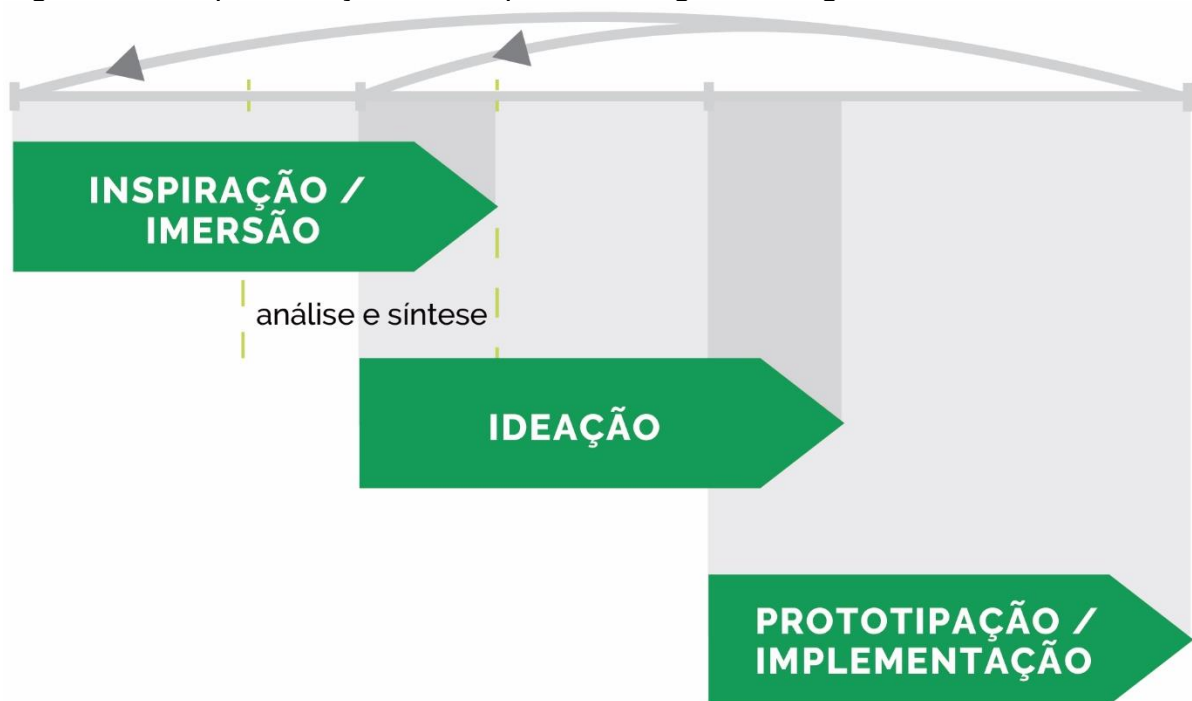 INSPIRAÇÃO /
IMERSÃO
análise e síntese
IDEAÇÃO
PROTOTIPAÇÃO /
IMPLEMENTAÇÃO